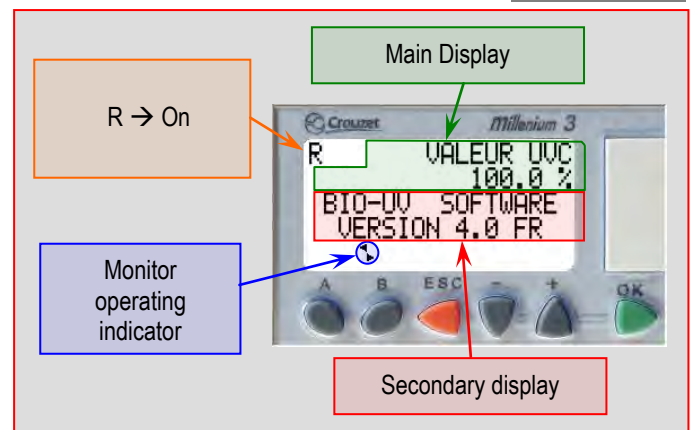 Main Display
R → On
Crouzet millenium 3
R VALEUR UVC
100.0 %
BIO-UV SOFTWARE
VERSION 4.0 FR
Monitor
operating
indicator
A B ESC - + OK
Secondary display